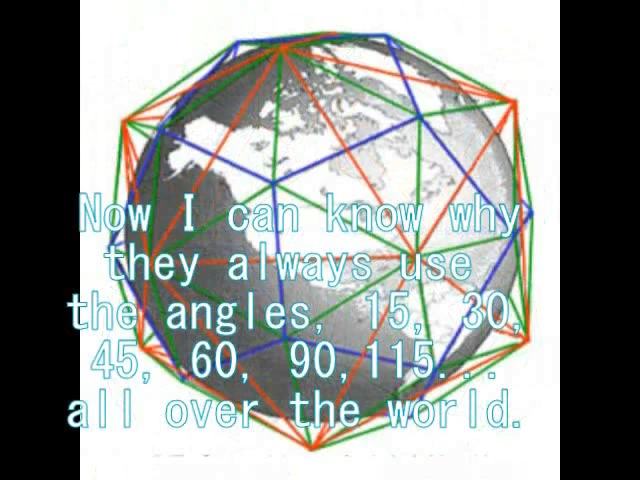 Now I can know why
they always use
the angles, 15, 30,
45, 60, 90,115...
all over the world.